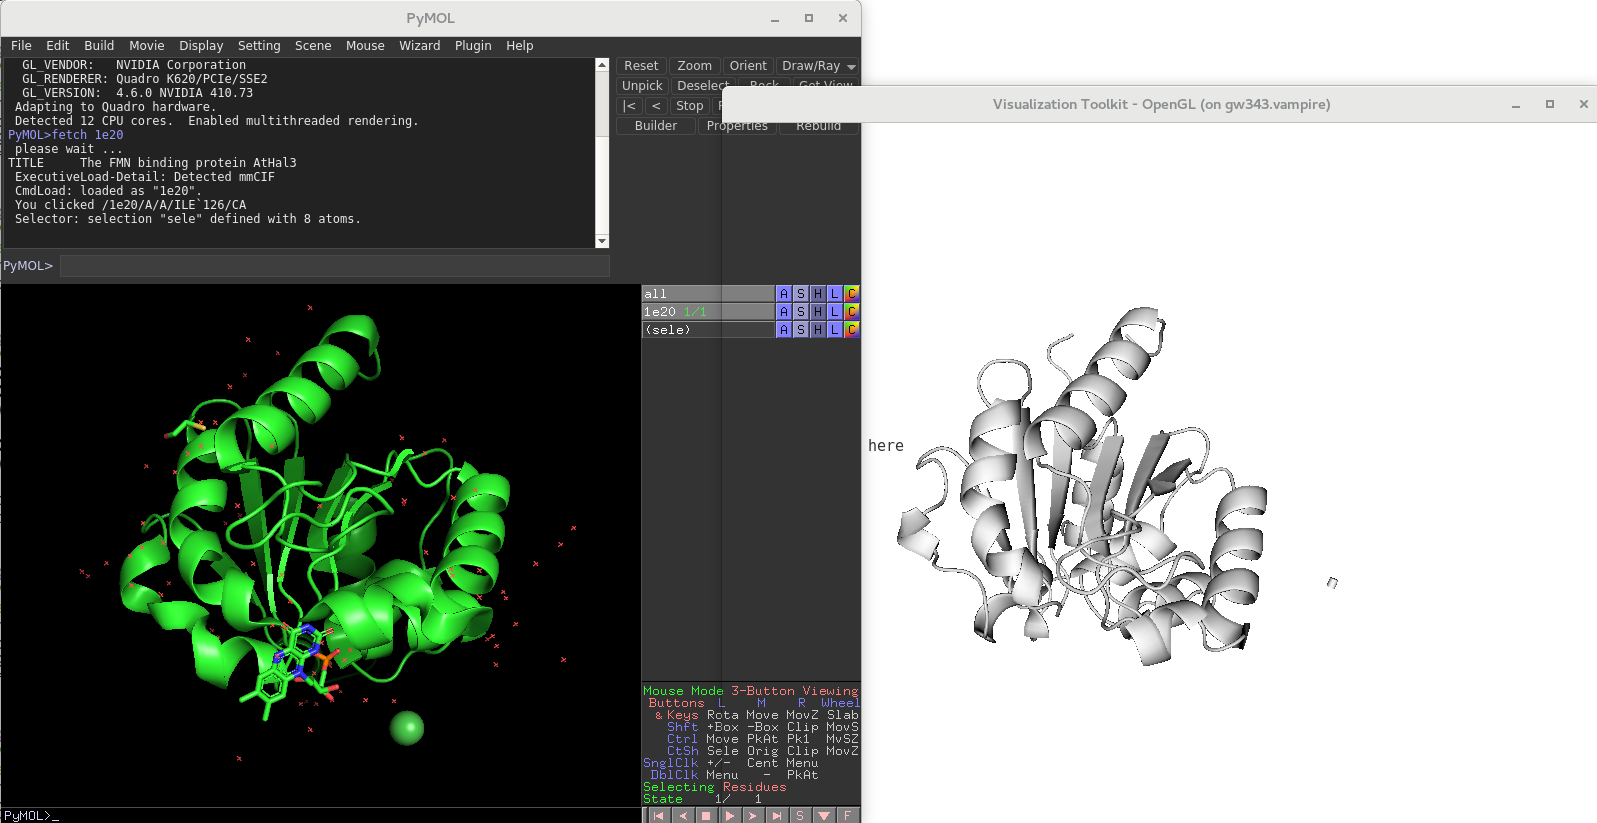 PyMOL
File Edit Build Movie Display Setting Scene Mouse Wizard Plugin Help
GL_VENDOR: NVIDIA Corporation
GL_RENDERER: Quadro K620/PCIe/SSE2
GL_VERSION: 4.6.0 NVIDIA 410.73
Adapting to Quadro hardware.
Detected 12 CPU cores. Enabled multithreaded rendering.
PyMOL>fetch 1e20
please wait ...
TITLE The FMN binding protein AtHal3
ExecutiveLoad-Detail: Detected mmCIF
CmdLoad: loaded as "1e20".
You clicked /1e20/A/A/ILE`126/CA
Selector: selection "sele" defined with 8 atoms.
PyMOL>
Reset Zoom Orient Draw/Ray
Unpick Deselect
|< < Stop
Builder Properties Rebuild
Visualization Toolkit - OpenGL (on gw343.vampire)
all A S H L C
1e20 1/1 A S H L C
(sele) A S H L C
here
Mouse Mode 3-Button Viewing
Buttons L M R Wheel
& Keys Rota Move MovZ Slab
Shft +Box -Box Clip MovS
Ctrl Move PkAt Pk1 MvSZ
CtSh Sele Orig Clip MovZ
SnglClk +/- Cent Menu
DblClk Menu - PkAt
Selecting Residues
State 1/ 1
S F
PyMOL>_